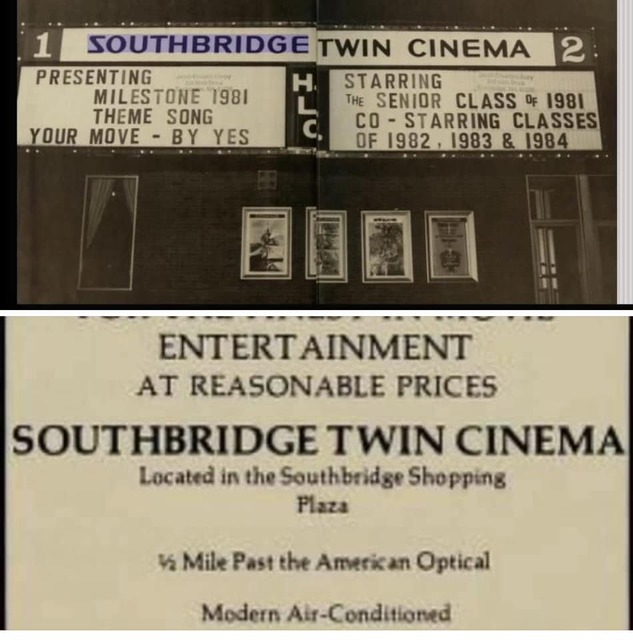 1 SOUTHBRIDGE TWIN CINEMA 2
PRESENTING
MILESTONE 1981
THEME SONG
YOUR MOVE - BY YES
STARRING
THE SENIOR CLASS OF 1981
CO - STARRING CLASSES
OF 1982, 1983 & 1984
ENTERTAINMENT
AT REASONABLE PRICES
SOUTHBRIDGE TWIN CINEMA
Located in the Southbridge Shopping
Plaza
½ Mile Past the American Optical
Modern Air-Conditioned